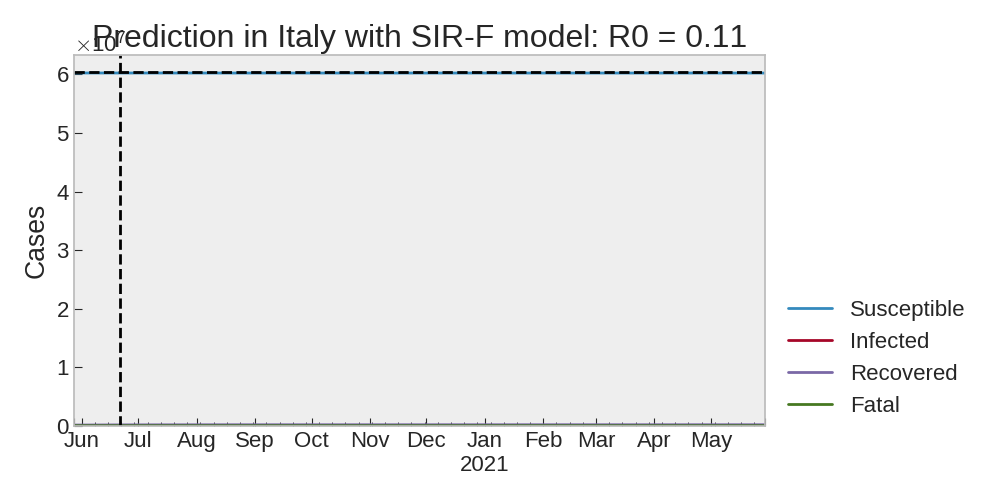 Prediction in Italy with SIR-F model: R0 = 0.11
×10⁷
6
5
4
3
2
1
0
Cases
Jun Jul Aug Sep Oct Nov Dec Jan Feb Mar Apr May
2021
Susceptible
Infected
Recovered
Fatal